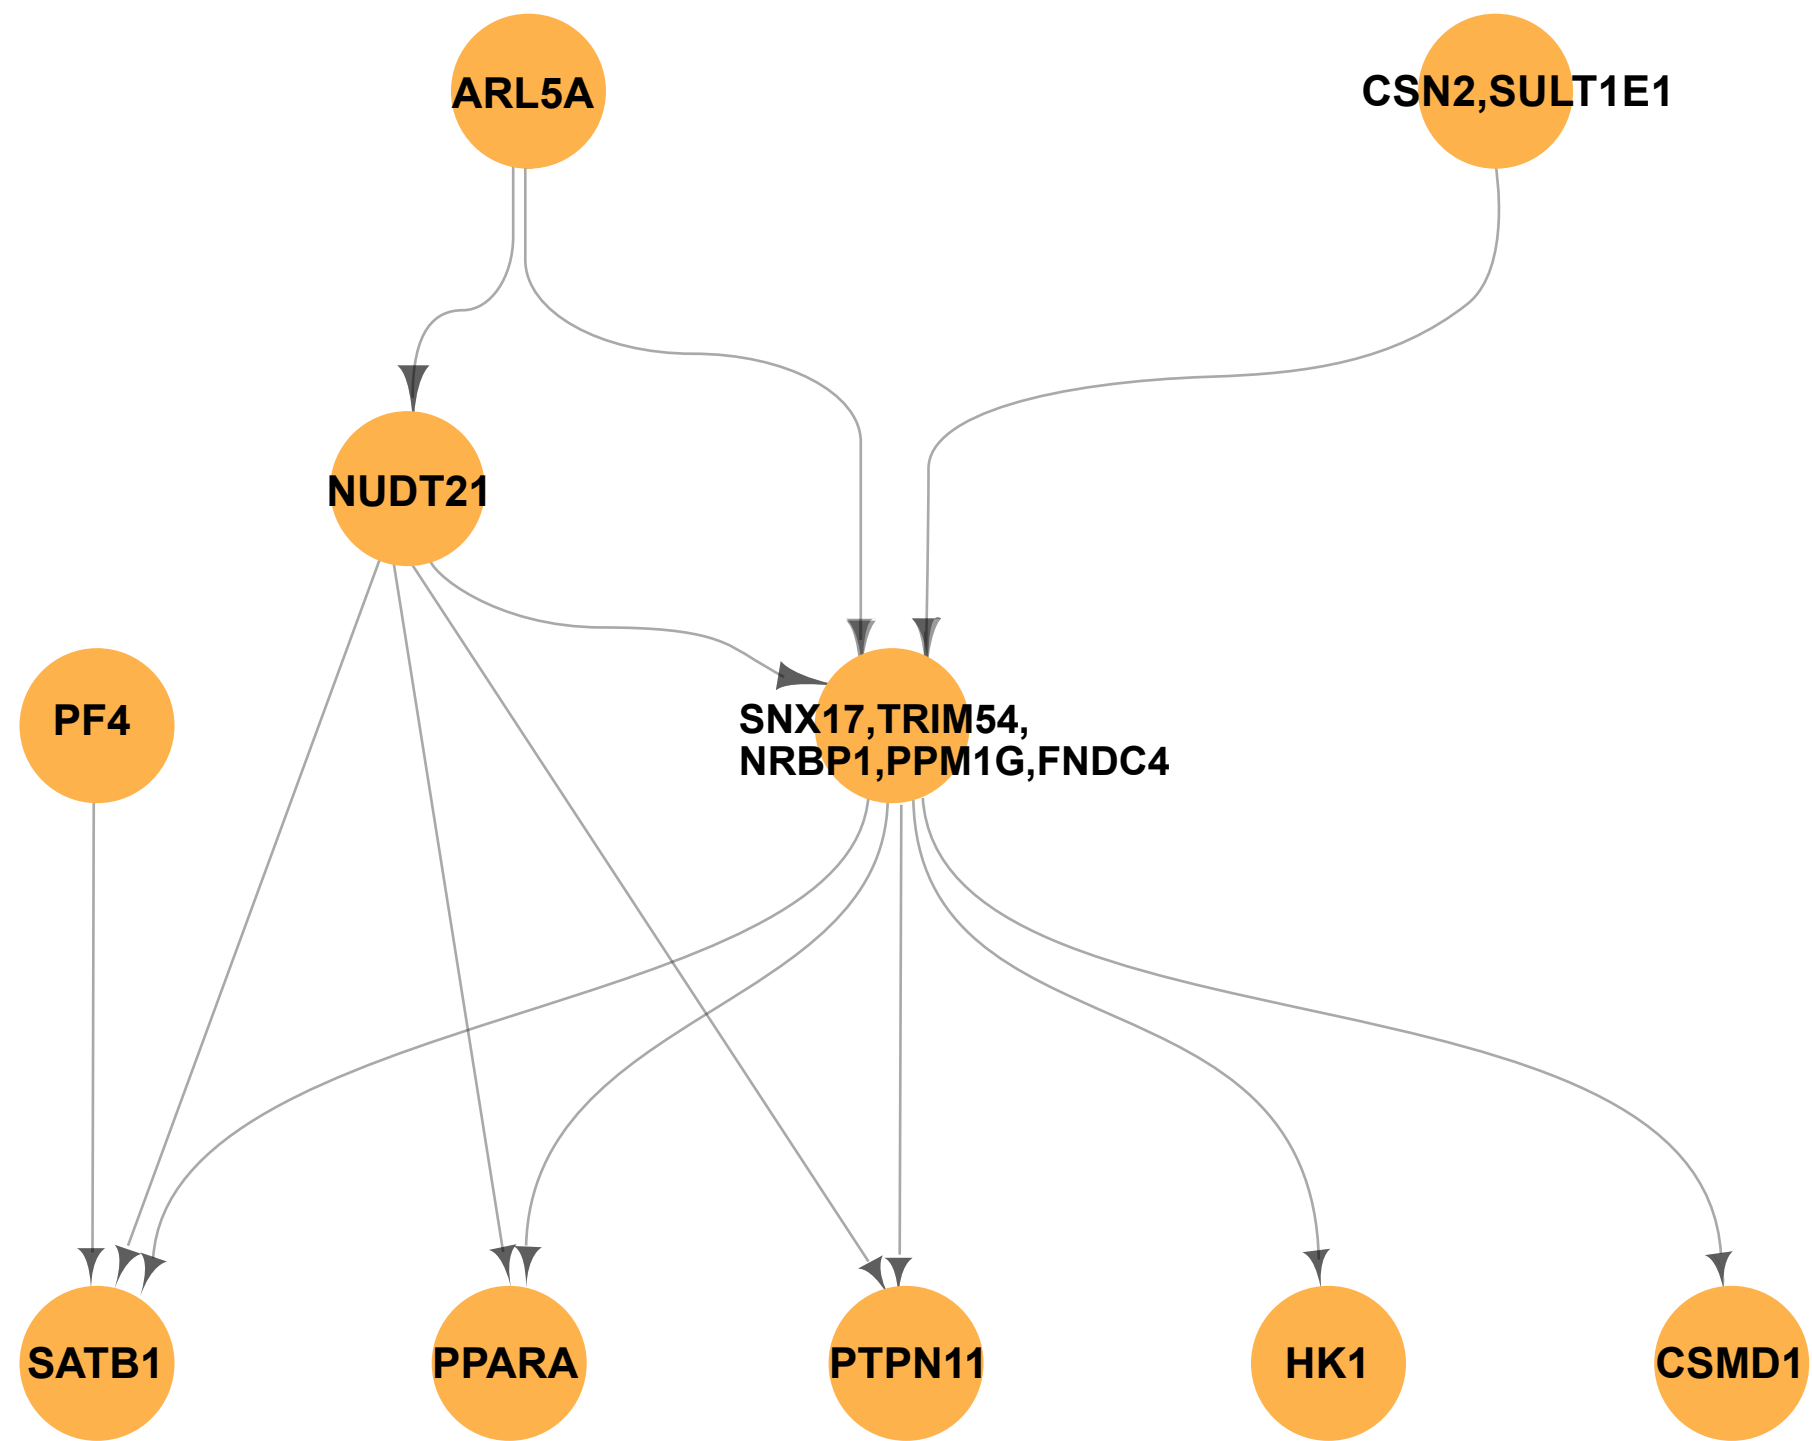 ARL5A
CSN2,SULT1E1
NUDT21
PF4
SNX17,TRIM54,
NRBP1,PPM1G,FNDC4
SATB1
PPARA
PTPN11
HK1
CSMD1